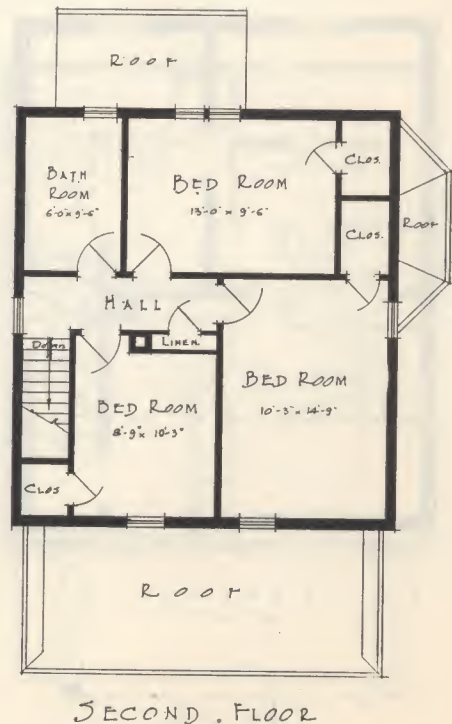 ROOF
BATH
ROOM
6'-0" x 9'-6"
BED ROOM
13'-0" x 9'-6"
CLOS.
CLOS.
ROOF
HALL
DOWN
LINEN
BED ROOM
8'-9" x 10'-3"
BED ROOM
10'-3" x 14'-9"
CLOS
ROOF
SECOND . FLOOR